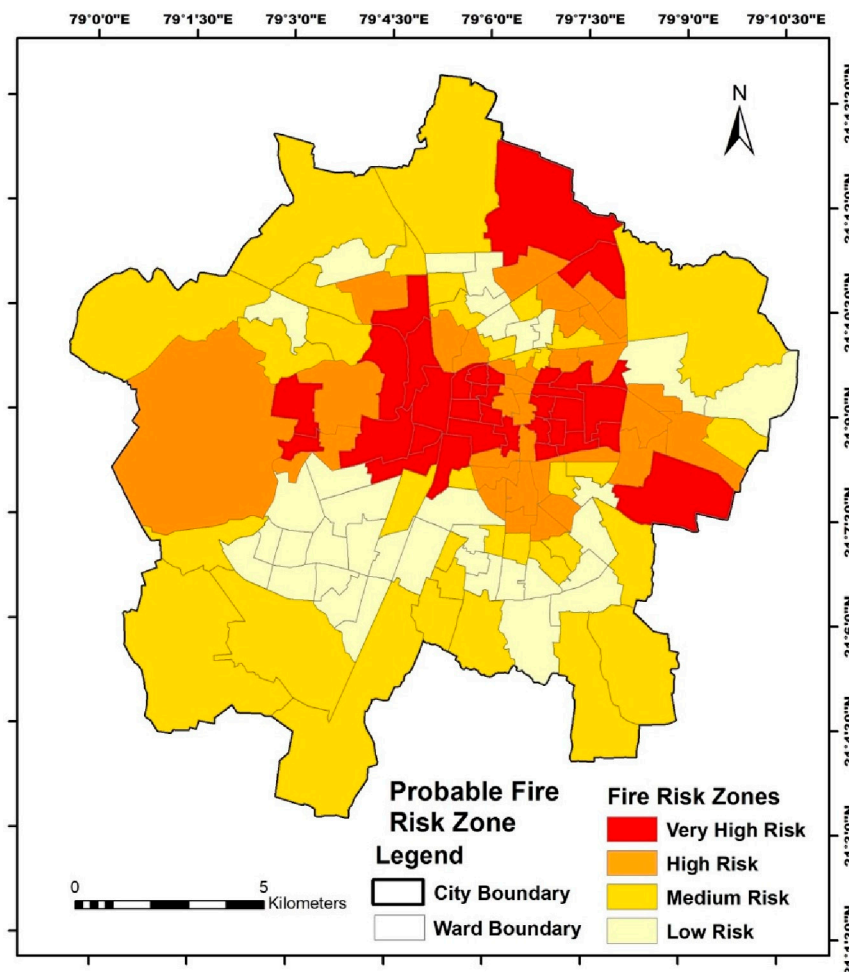 79°0'0"E 79°1'30"E 79°3'0"E 79°4'30"E 79°6'0"E 79°7'30"E 79°9'0"E 79°10'30"E
N
Probable Fire
Risk Zone
Legend
City Boundary
Ward Boundary
Fire Risk Zones
Very High Risk
High Risk
Medium Risk
Low Risk
0 5
Kilometers